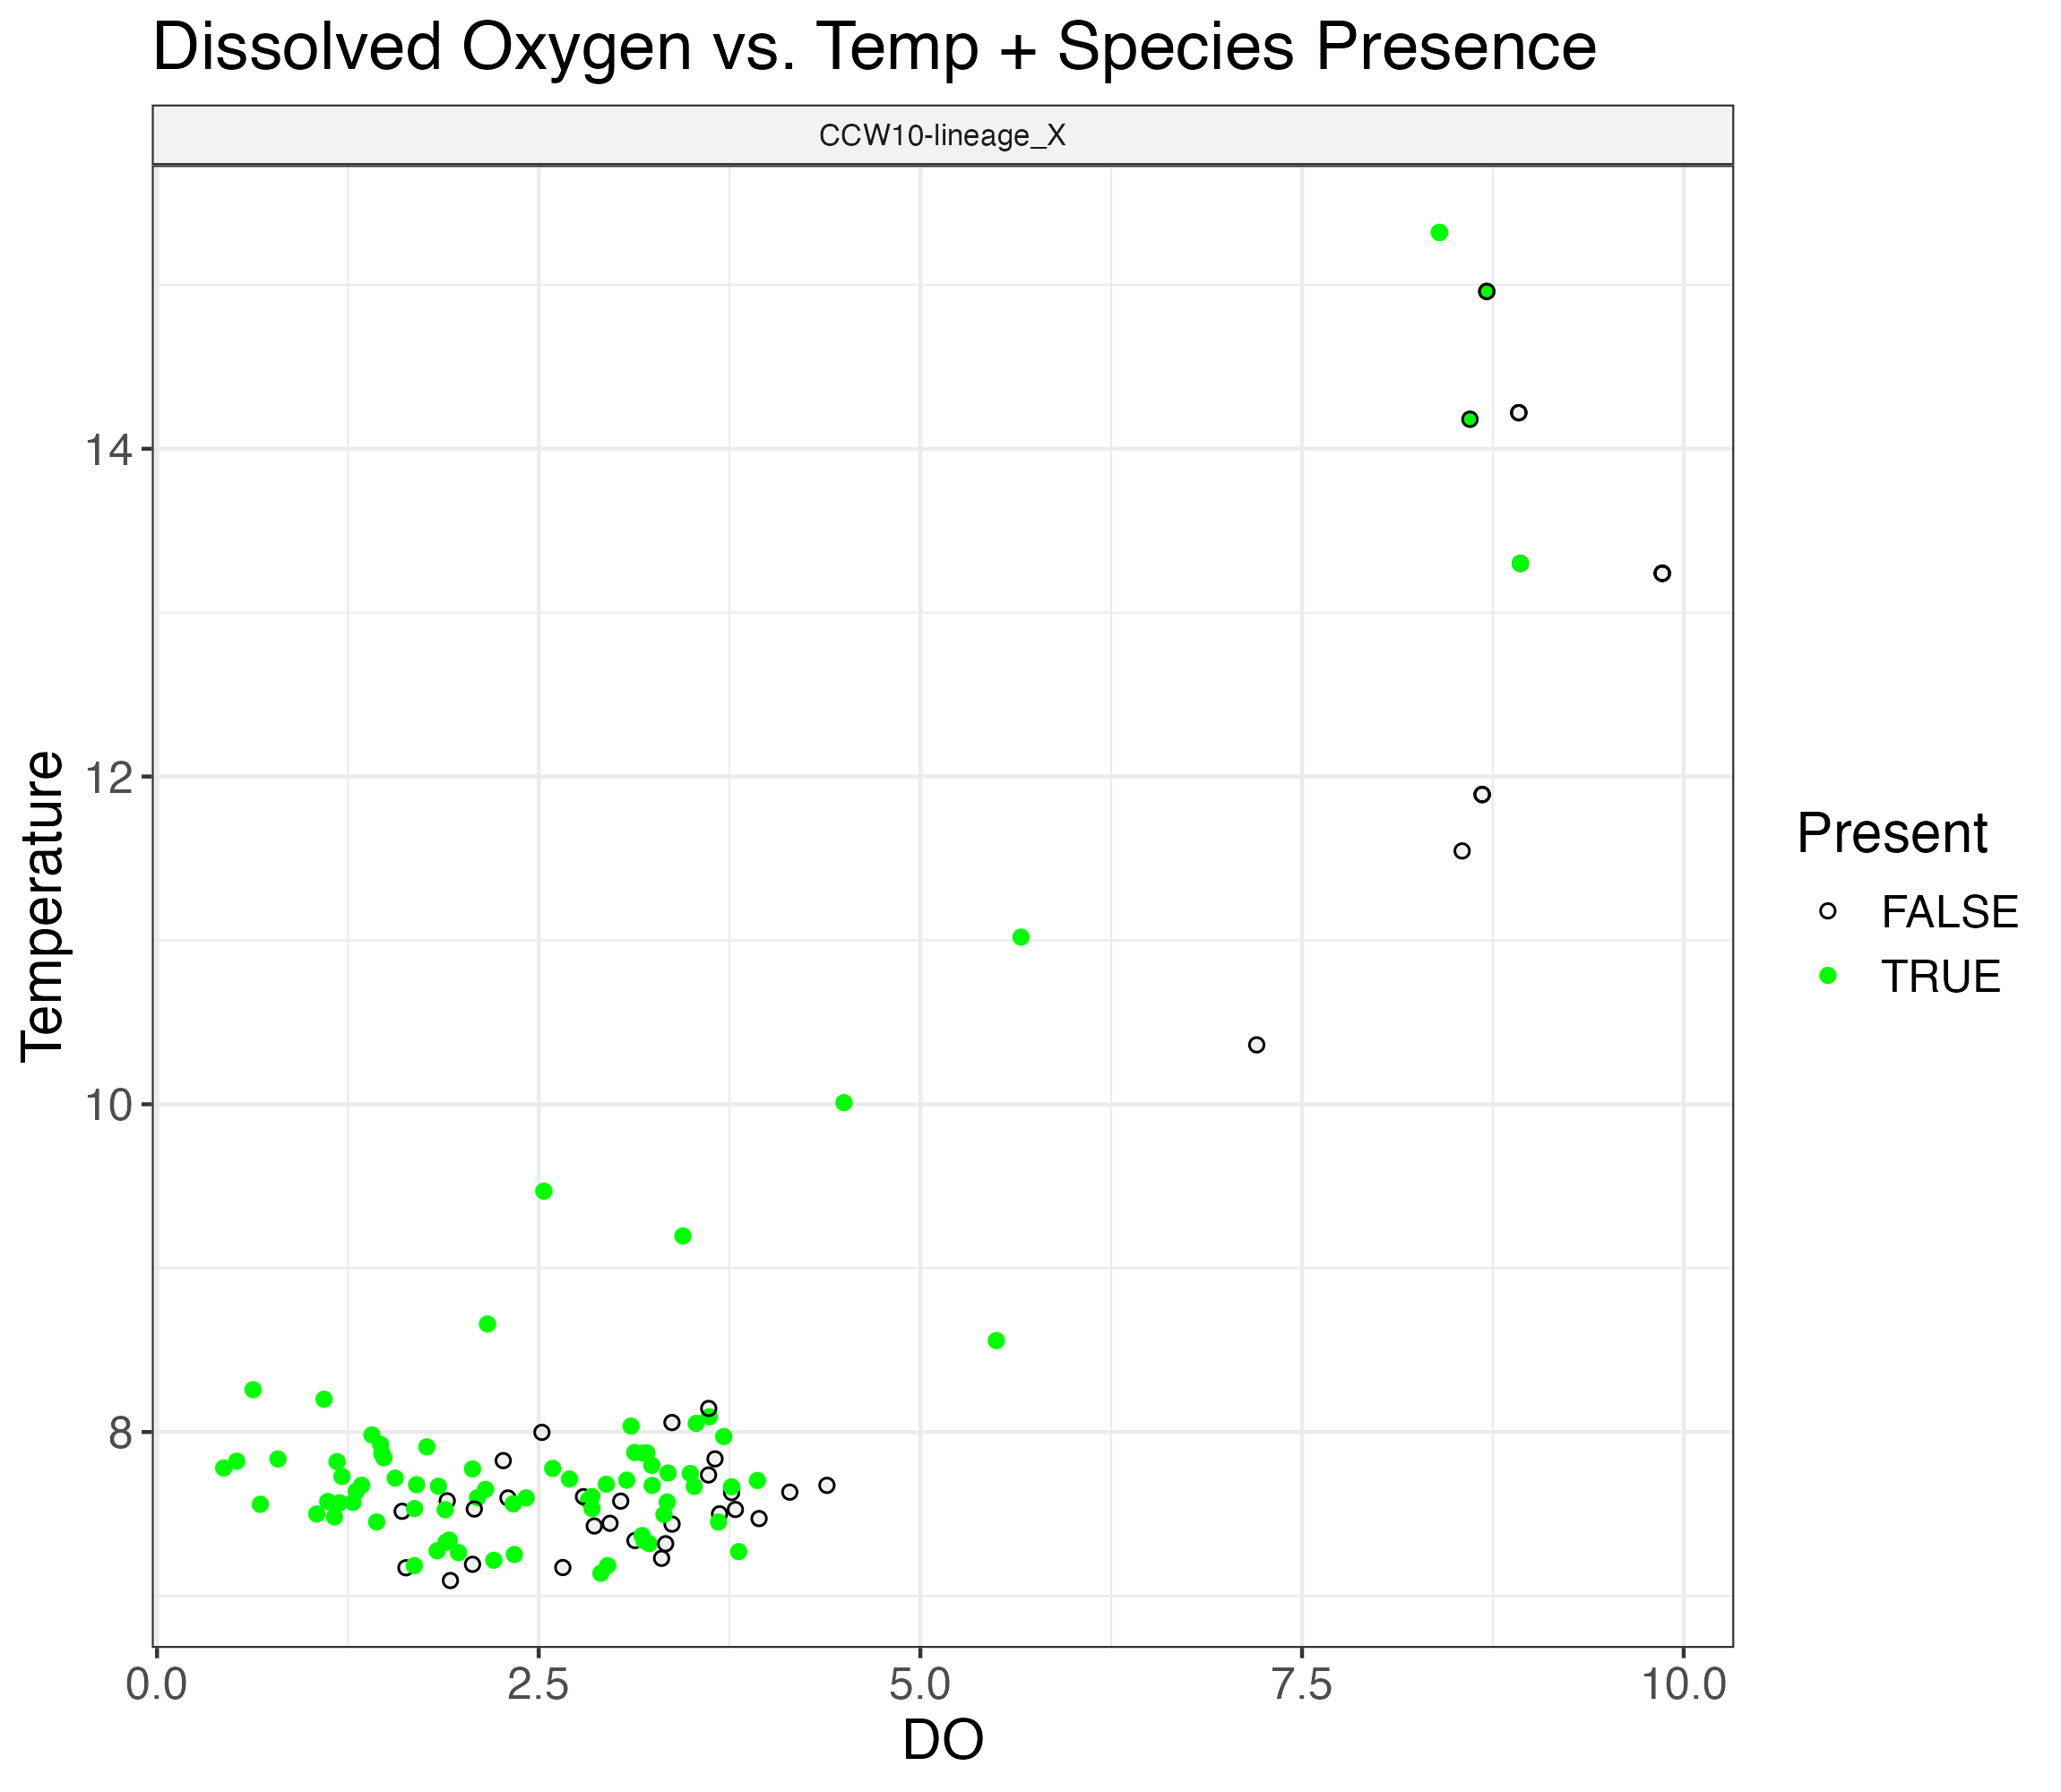 Dissolved Oxygen vs. Temp + Species Presence
CCW10-lineage_X
Temperature
14
12
10
8
0.0 2.5 5.0 7.5 10.0
DO
Present
FALSE
TRUE